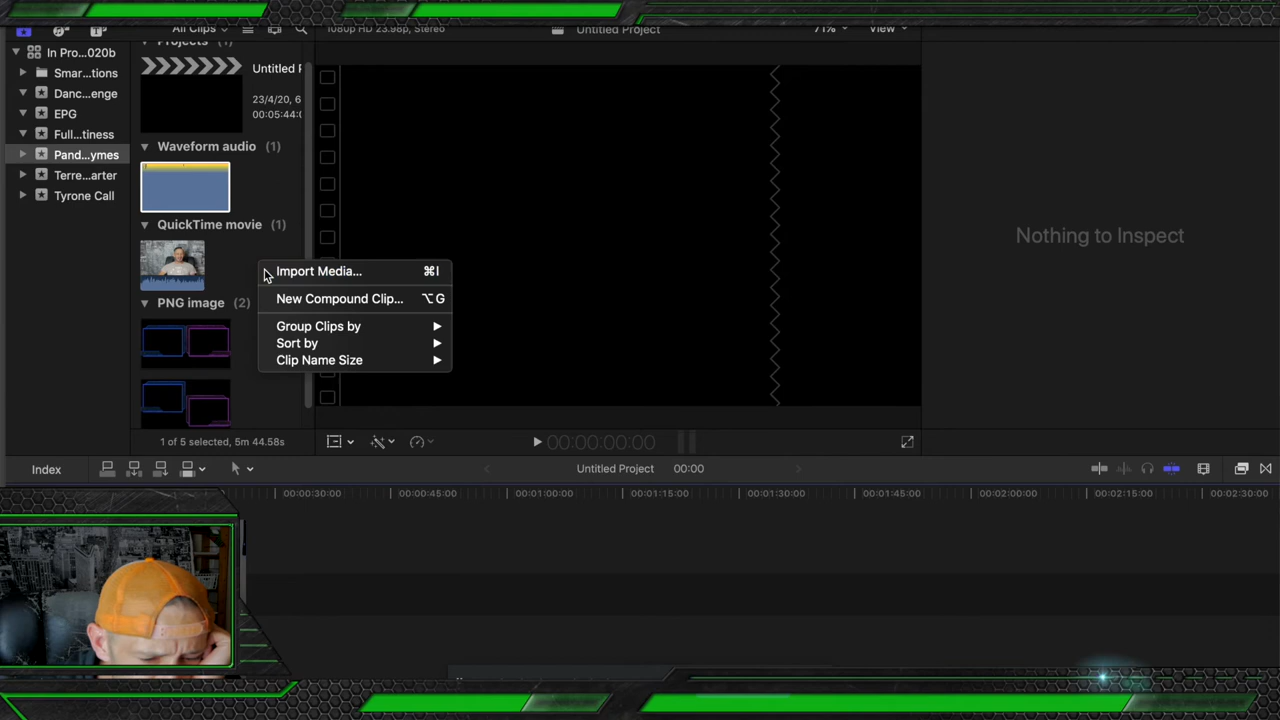 All Clips
1080p HD 23.98p, Stereo
Untitled Project
71%
View
In Pro...020b
Smar...tions
Danc...enge
EPG
Full...tiness
Pand...ymes
Terre...arter
Tyrone Call
Projects (1)
Untitled P
23/4/20, 6
00:05:44:0
Waveform audio (1)
QuickTime movie (1)
PNG image (2)
1 of 5 selected, 5m 44.58s
Import Media... ⌘I
New Compound Clip... ⌥G
Group Clips by
Sort by
Clip Name Size
Nothing to Inspect
00:00:00:00
Index
Untitled Project 00:00
00:00:30:00 00:00:45:00 00:01:00:00 00:01:15:00 00:01:30:00 00:01:45:00 00:02:00:00 00:02:15:00 00:02:30:00